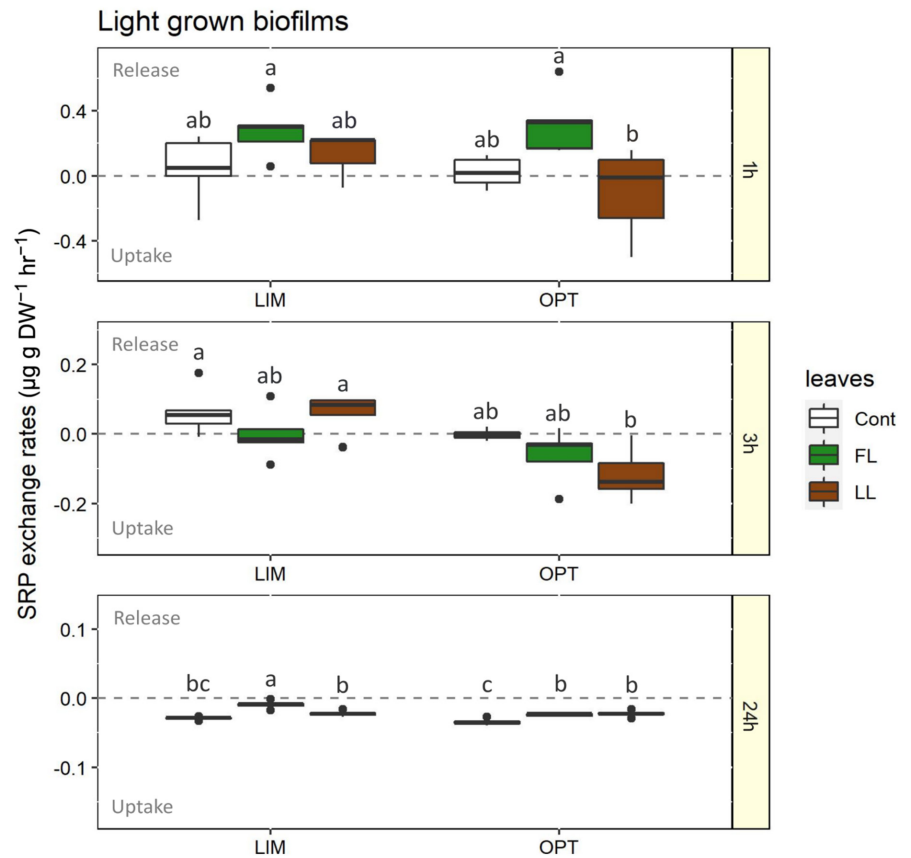 Light grown biofilms
SRP exchange rates (µg g DW⁻¹ hr⁻¹)
Release
a
a
0.4
ab
ab
ab
b
0.0
-0.4
Uptake
1h
LIM
OPT
Release
a
ab
a
0.2
ab
ab
b
0.0
-0.2
Uptake
3h
LIM
OPT
0.1
Release
bc
a
b
c
b
b
0.0
-0.1
Uptake
24h
LIM
OPT
leaves
Cont
FL
LL